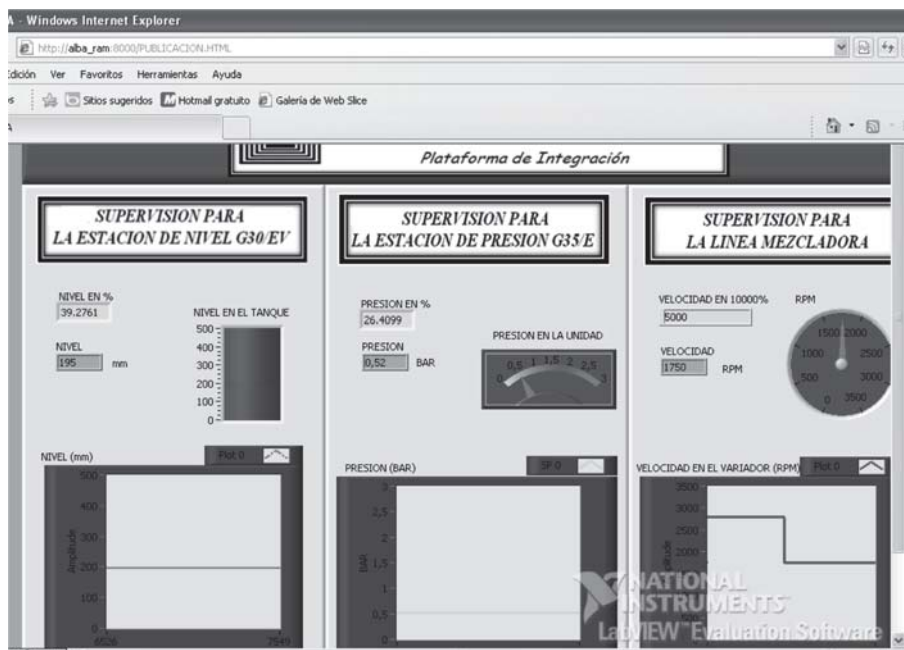 A - Windows Internet Explorer
http://alba_ram:8000/PUBLICACION.HTML
Edición Ver Favoritos Herramientas Ayuda
Sitios sugeridos Hotmail gratuito Galería de Web Slice
Plataforma de Integración
SUPERVISION PARA
LA ESTACION DE NIVEL G30/EV
NIVEL EN %
39.2761
NIVEL
195 mm
NIVEL EN EL TANQUE
500
400
300
200
100
0
NIVEL (mm)
Plot 0
500
400
300
200
100
0
Amplitude
6526 7549
SUPERVISION PARA
LA ESTACION DE PRESION G35/E
PRESION EN %
26.4099
PRESION
0,52 BAR
PRESION EN LA UNIDAD
0 0,5 1 1,5 2 2,5 3
PRESION (BAR)
SP 0
3
2,5
2
1,5
1
0,5
0
BAR
SUPERVISION PARA
LA LINEA MEZCLADORA
VELOCIDAD EN 10000%
5000
VELOCIDAD
1750 RPM
RPM
0 500 1000 1500 2000 2500 3000 3500
VELOCIDAD EN EL VARIADOR (RPM)
Plot 0
3500
3000
2500
2000
NATIONAL
INSTRUMENTS
LabVIEW Evaluation Software